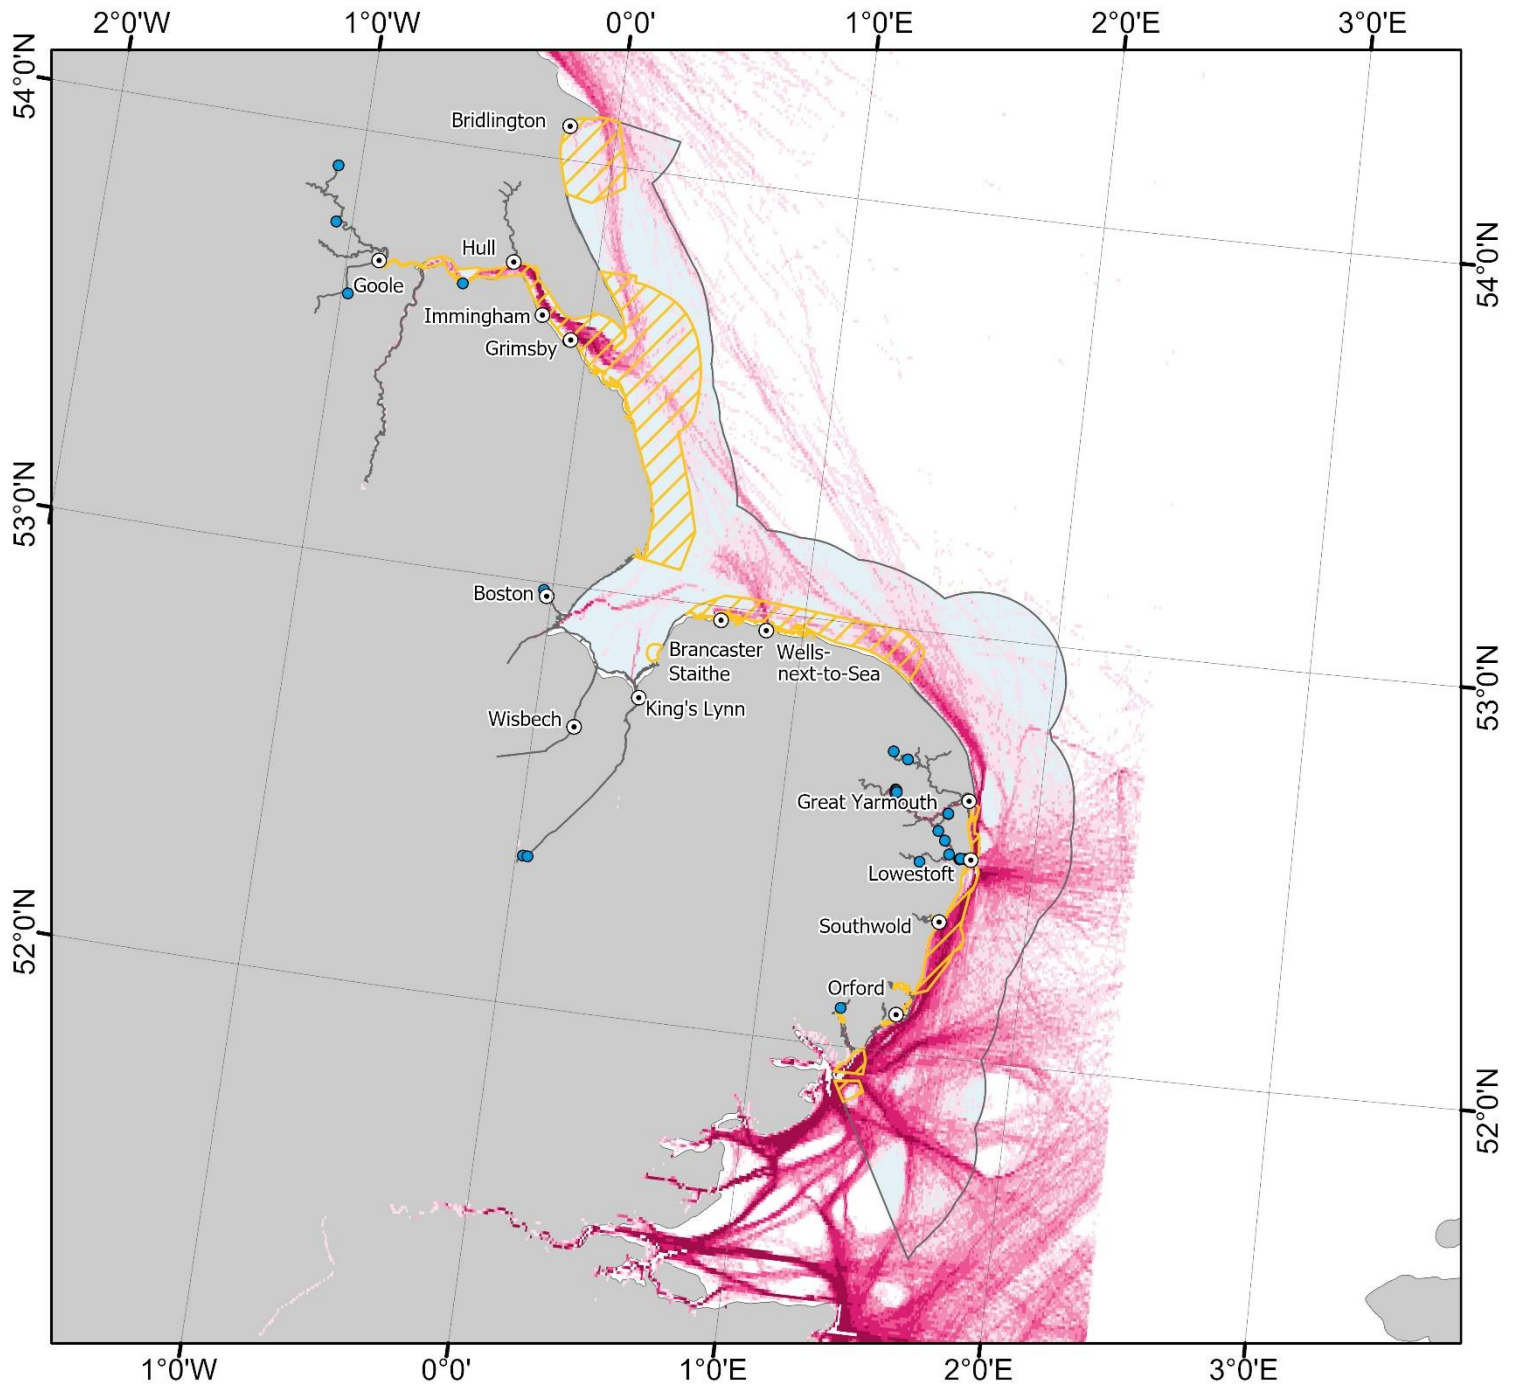 2°0'W 1°0'W 0°0' 1°0'E 2°0'E 3°0'E
54°0'N
Bridlington
Hull
54°0'N
Goole
Immingham
Grimsby
53°0'N
Boston
Brancaster
Staithe
Wells-
next-to-Sea
53°0'N
King's Lynn
Wisbech
Great Yarmouth
Lowestoft
52°0'N
Southwold
Orford
52°0'N
1°0'W 0°0' 1°0'E 2°0'E 3°0'E